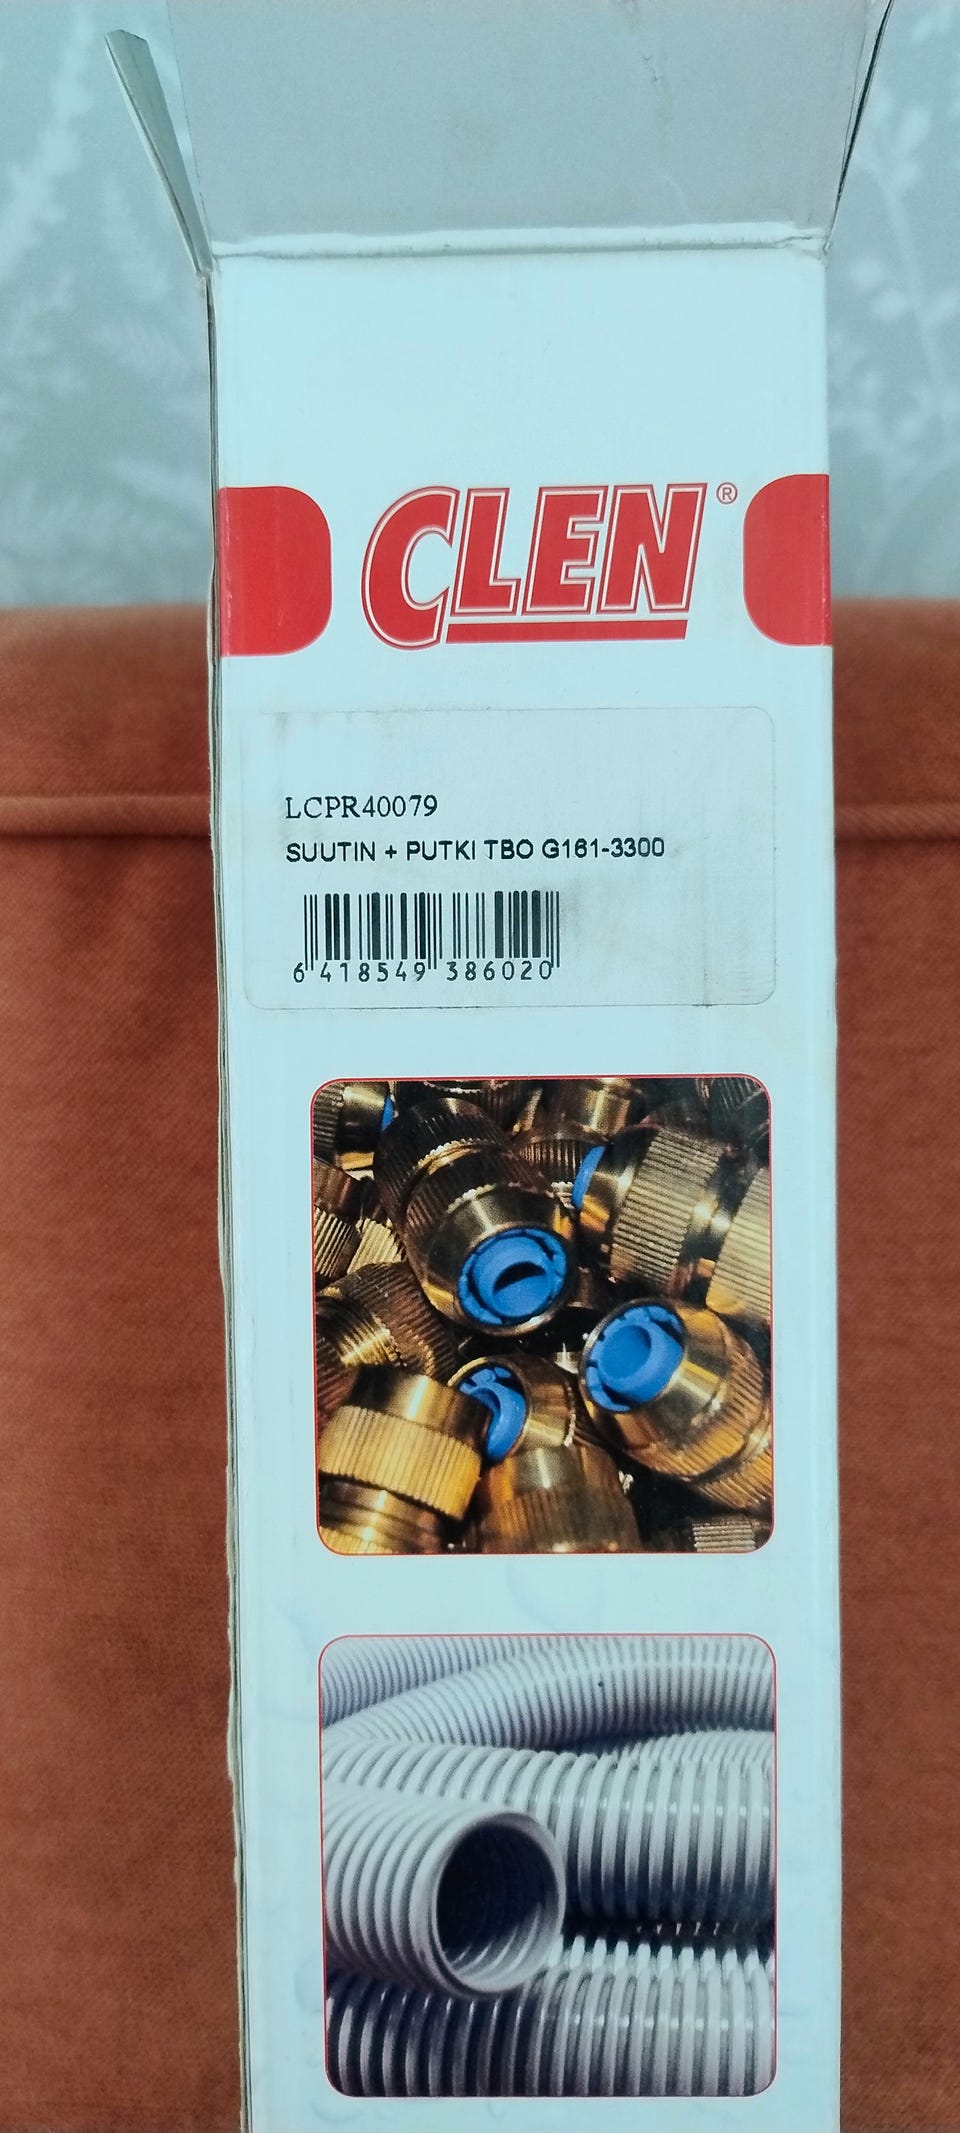 CLEN®
LCPR40079
SUUTIN + PUTKI TBO G161-3300
6 418549 386020